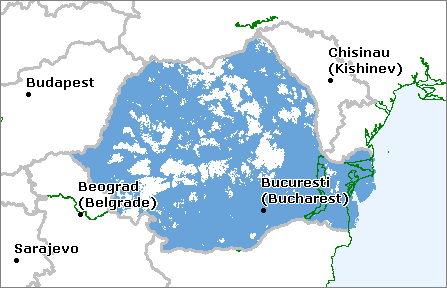 Chisinau
(Kishinev)
Budapest
Beograd
(Belgrade)
Bucuresti
(Bucharest)
Sarajevo